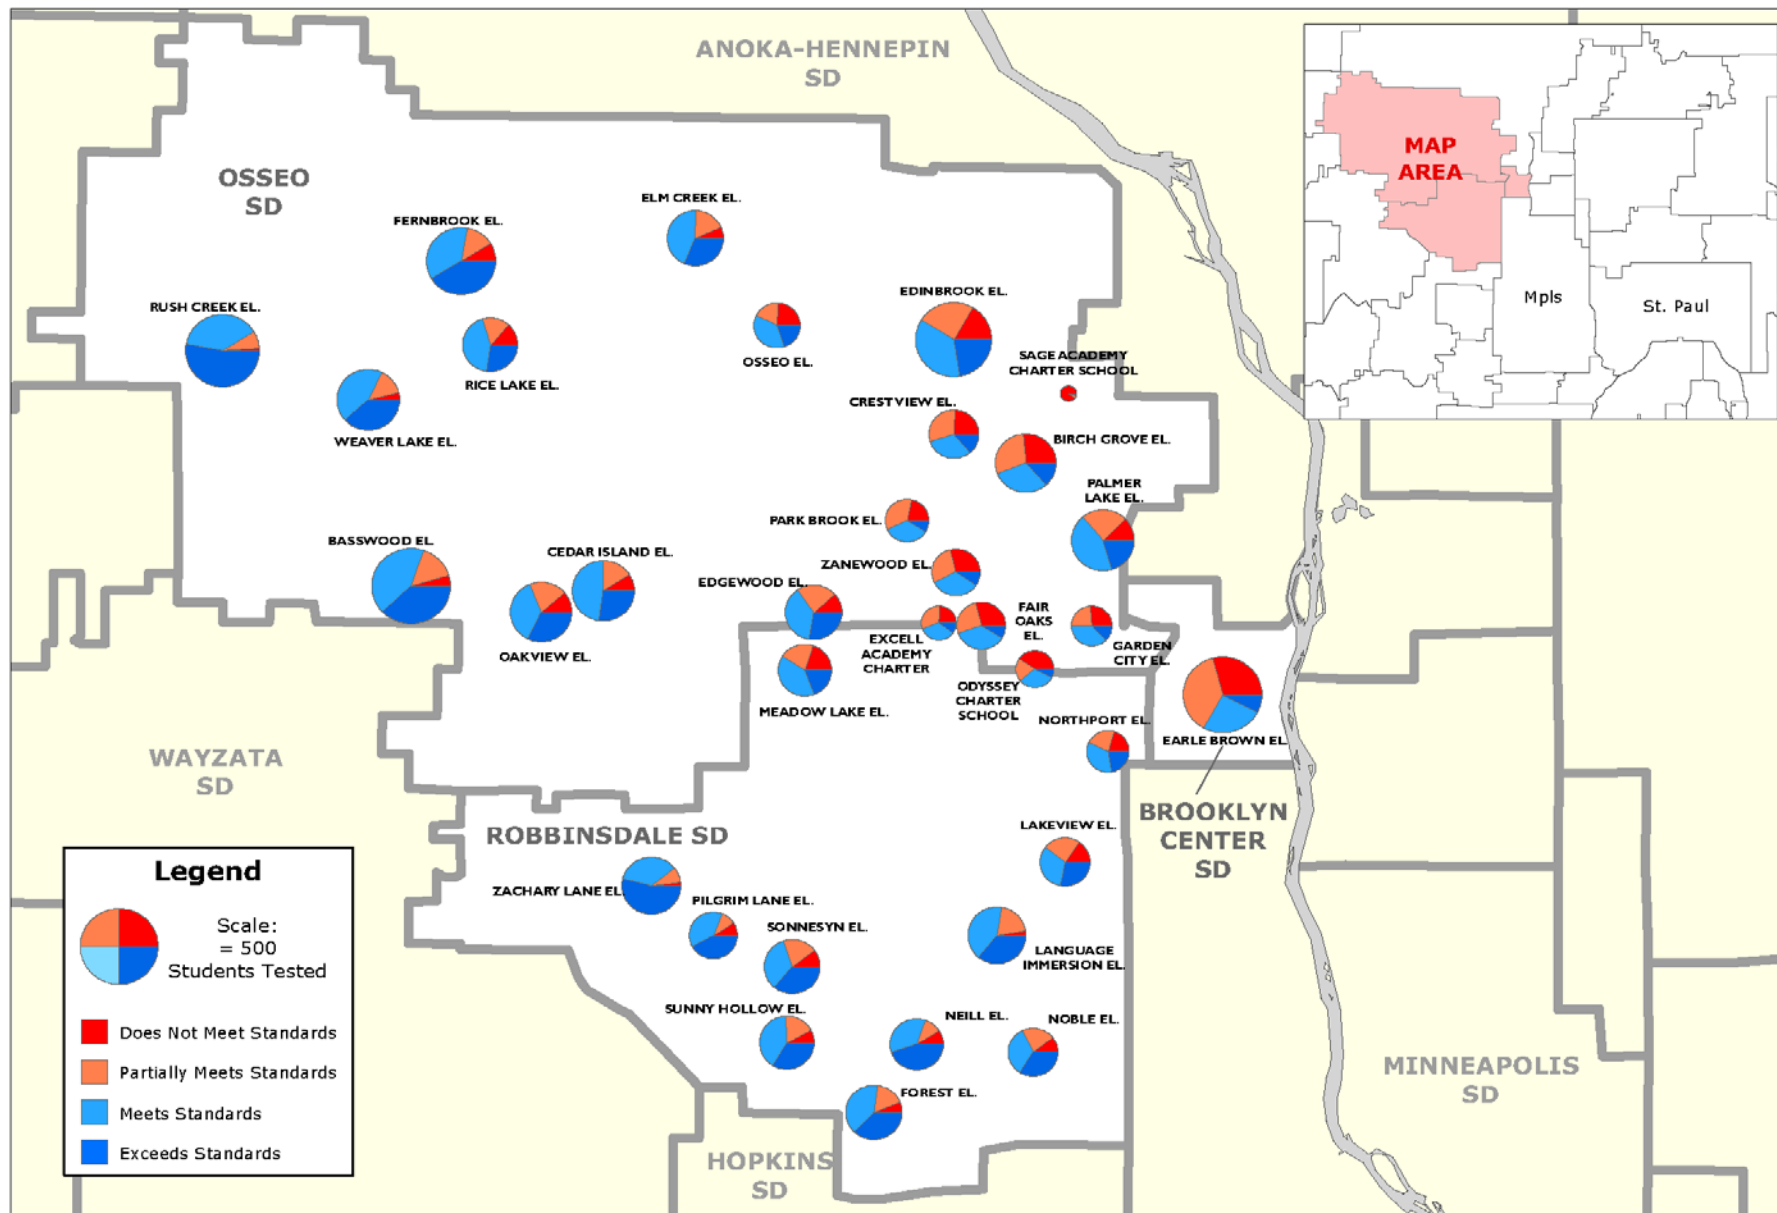 ANOKA-HENNEPIN
SD
MAP
AREA
Mpls
St. Paul
OSSEO
SD
ELM CREEK EL.
FERNBROOK EL.
RUSH CREEK EL.
EDINBROOK EL.
OSSEO EL.
SAGE ACADEMY
CHARTER SCHOOL
RICE LAKE EL.
CRESTVIEW EL.
WEAVER LAKE EL.
BIRCH GROVE EL.
PALMER
LAKE EL.
PARK BROOK EL.
BASSWOOD EL.
CEDAR ISLAND EL.
ZANEWOOD EL.
EDGEWOOD EL.
FAIR
OAKS
EL.
EXCELL
ACADEMY
CHARTER
GARDEN
CITY EL.
OAKVIEW EL.
ODYSSEY
CHARTER
SCHOOL
MEADOW LAKE EL.
NORTHPORT EL.
EARLE BROWN EL.
WAYZATA
SD
BROOKLYN
CENTER
SD
ROBBINSDALE SD
LAKEVIEW EL.
ZACHARY LANE EL.
PILGRIM LANE EL.
SONNESYN EL.
LANGUAGE
IMMERSION EL.
SUNNY HOLLOW EL.
NEILL EL.
NOBLE EL.
FOREST EL.
MINNEAPOLIS
SD
HOPKINS
SD
Legend
Scale:
= 500
Students Tested
Does Not Meet Standards
Partially Meets Standards
Meets Standards
Exceeds Standards